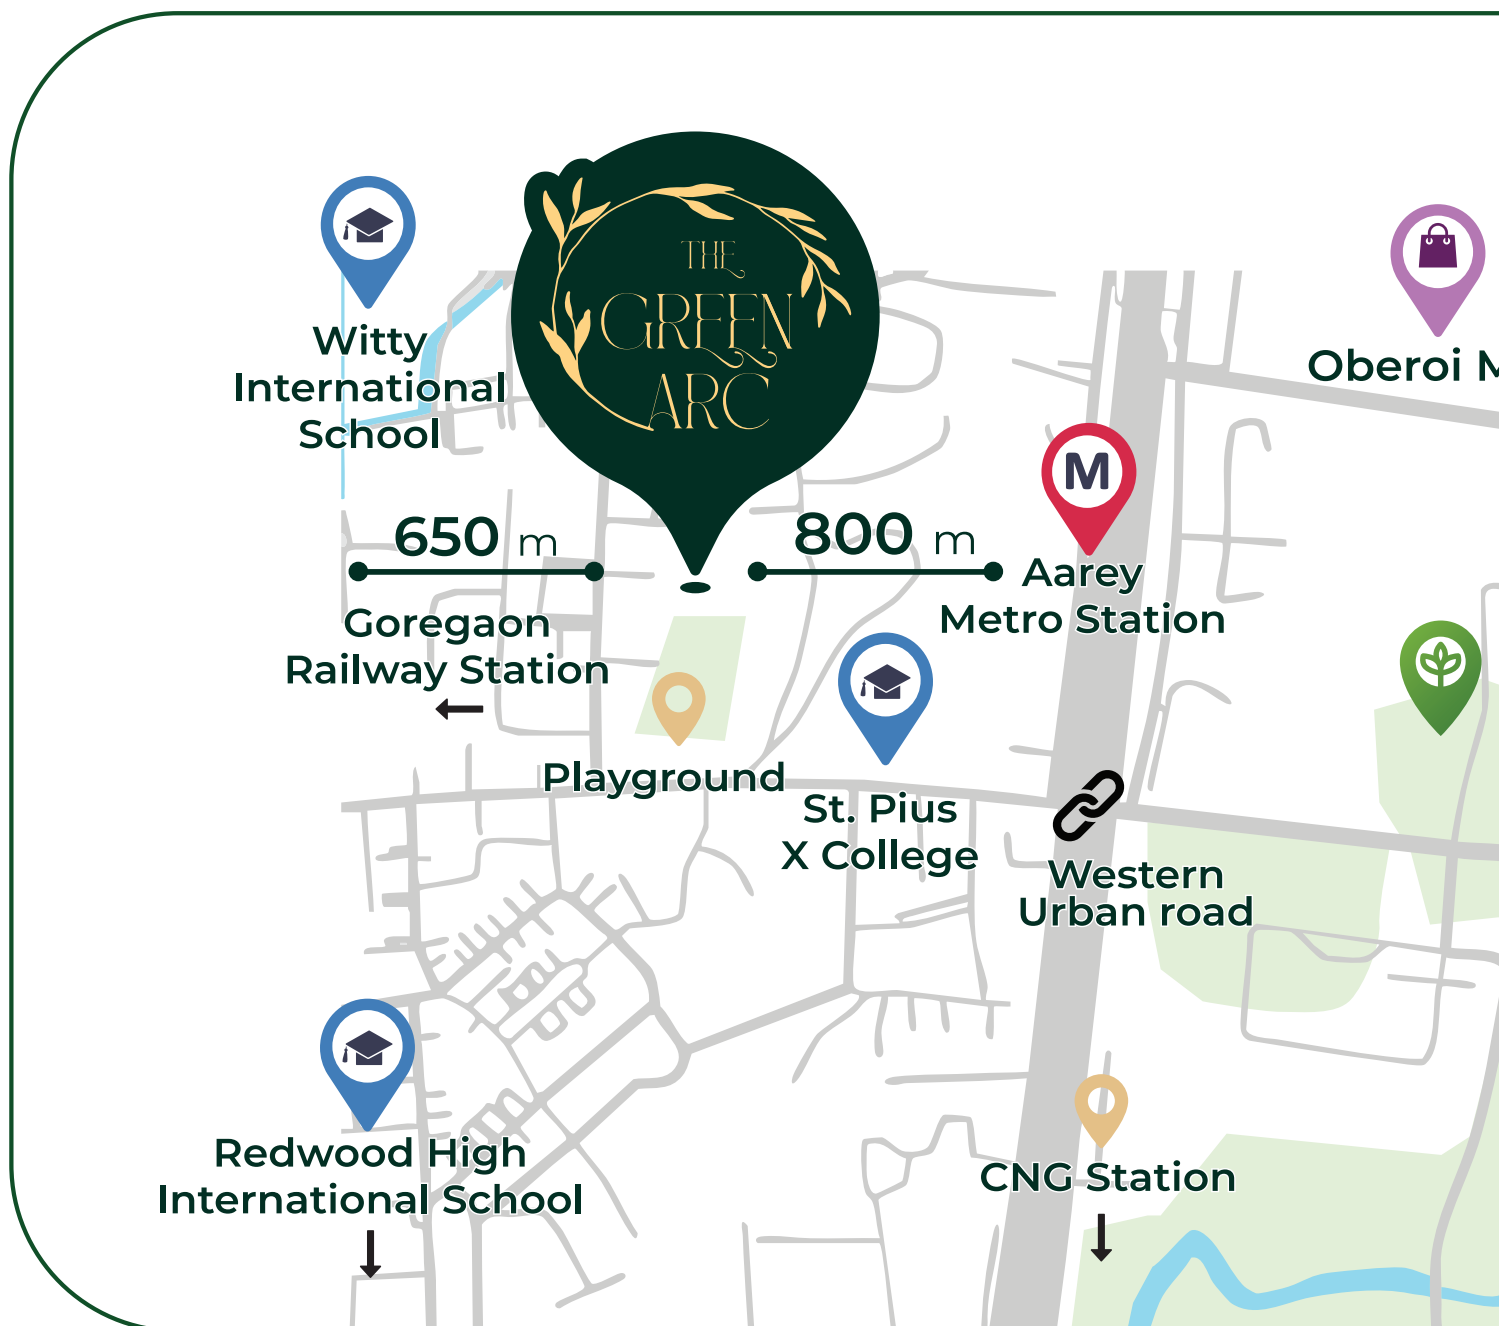 THE
GREEN
ARC
Witty
International
School
Oberoi M
M
650 m
800 m
Aarey
Metro Station
Goregaon
Railway Station
Playground
St. Pius
X College
Western
Urban road
Redwood High
International School
CNG Station